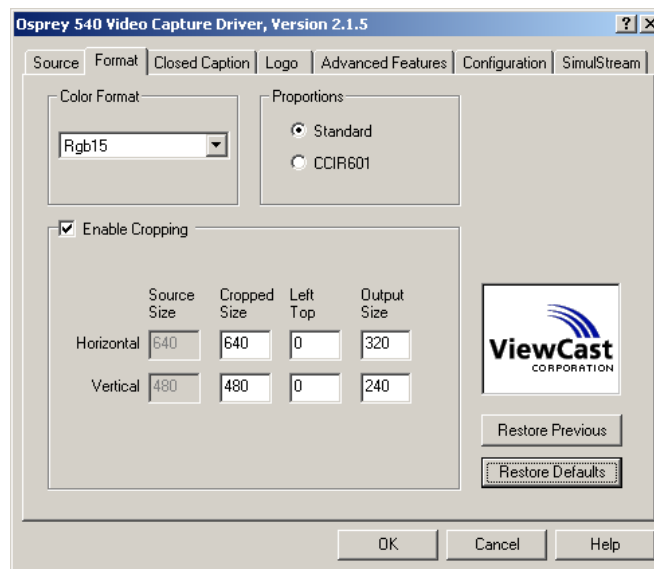 Osprey 540 Video Capture Driver, Version 2.1.5
Source Format Closed Caption Logo Advanced Features Configuration SimulStream
Color Format
Rgb15
Proportions
Standard
CCIR601
Enable Cropping
Source Size Cropped Size Left Top Output Size
Horizontal 640 640 0 320
Vertical 480 480 0 240
ViewCast
CORPORATION
Restore Previous
Restore Defaults
OK Cancel Help